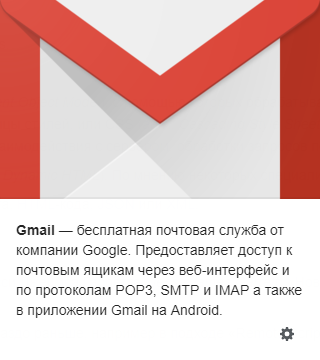 Gmail — бесплатная почтовая служба от
компании Google. Предоставляет доступ к
почтовым ящикам через веб-интерфейс и
по протоколам POP3, SMTP и IMAP а также
в приложении Gmail на Android.